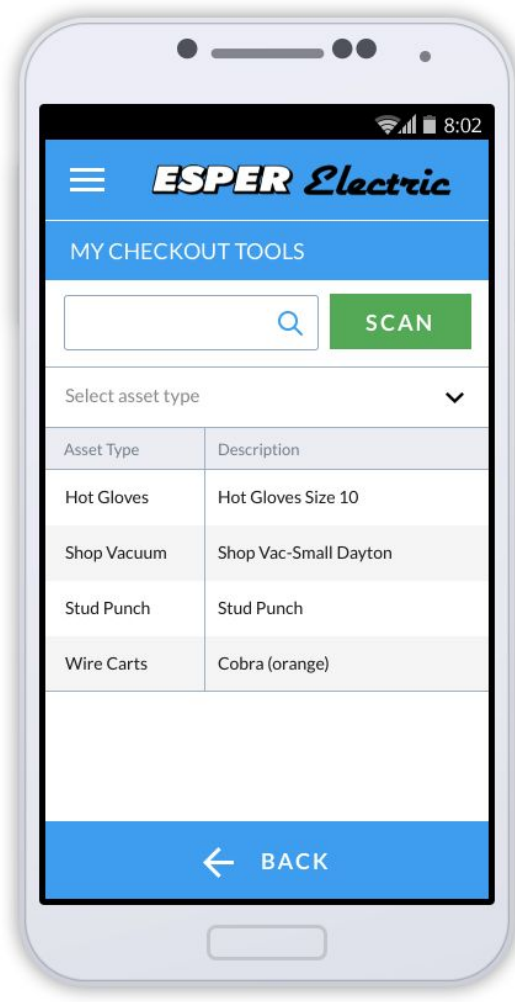 8:02
ESPER Electric
MY CHECKOUT TOOLS
SCAN
Select asset type
Asset Type Description
Hot Gloves Hot Gloves Size 10
Shop Vacuum Shop Vac-Small Dayton
Stud Punch Stud Punch
Wire Carts Cobra (orange)
BACK